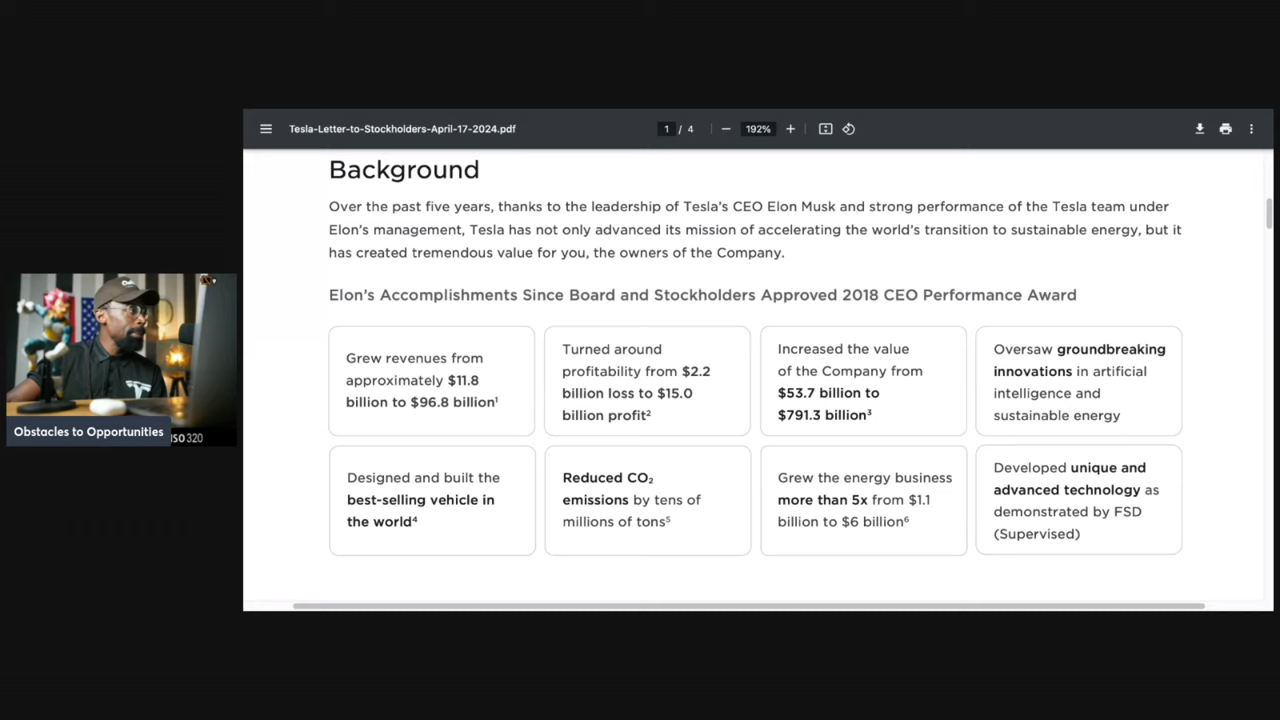 Tesla-Letter-to-Stockholders-April-17-2024.pdf
1 / 4
192%
Background
Over the past five years, thanks to the leadership of Tesla's CEO Elon Musk and strong performance of the Tesla team under
Elon's management, Tesla has not only advanced its mission of accelerating the world's transition to sustainable energy, but it
has created tremendous value for you, the owners of the Company.
Elon's Accomplishments Since Board and Stockholders Approved 2018 CEO Performance Award
Grew revenues from
approximately $11.8
billion to $96.8 billion¹
Turned around
profitability from $2.2
billion loss to $15.0
billion profit²
Increased the value
of the Company from
$53.7 billion to
$791.3 billion³
Oversaw groundbreaking
innovations in artificial
intelligence and
sustainable energy
Designed and built the
best-selling vehicle in
the world⁴
Reduced CO₂
emissions by tens of
millions of tons⁵
Grew the energy business
more than 5x from $1.1
billion to $6 billion⁶
Developed unique and
advanced technology as
demonstrated by FSD
(Supervised)
Obstacles to Opportunities
ISO 320